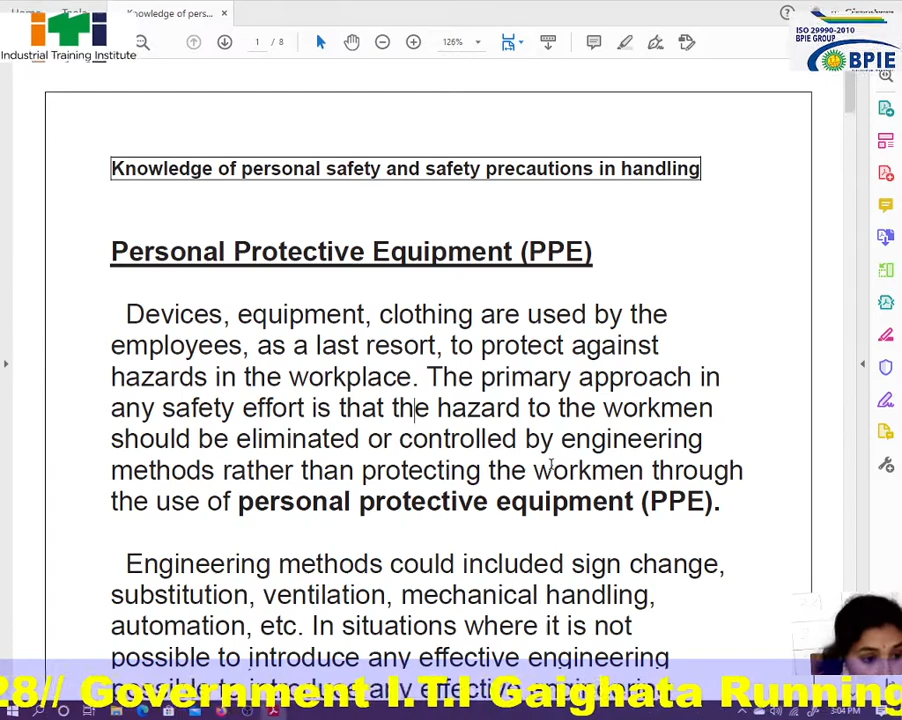 Knowledge of pers... ×
ISO 29990-2010
BPIE GROUP
iTi
BPIE
Industrial Training Institute
1 / 8
126%
Knowledge of personal safety and safety precautions in handling
Personal Protective Equipment (PPE)
Devices, equipment, clothing are used by the
employees, as a last resort, to protect against
hazards in the workplace. The primary approach in
any safety effort is that the hazard to the workmen
should be eliminated or controlled by engineering
methods rather than protecting the workmen through
the use of personal protective equipment (PPE).
Engineering methods could included sign change,
substitution, ventilation, mechanical handling,
automation, etc. In situations where it is not
possible to introduce any effective engineering
28// Government I.T.I Gaighata Running
3:04 PM